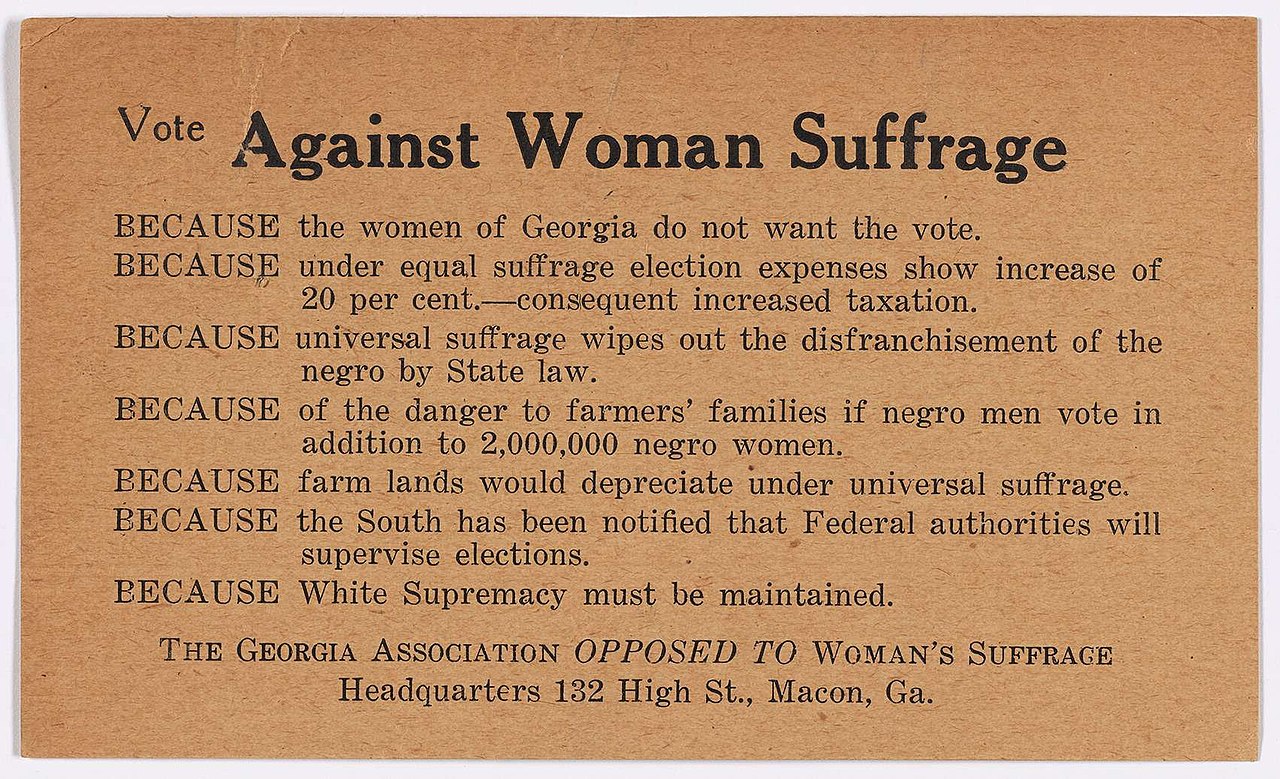 Vote Against Woman Suffrage
BECAUSE the women of Georgia do not want the vote.
BECAUSE under equal suffrage election expenses show increase of
20 per cent.—consequent increased taxation.
BECAUSE universal suffrage wipes out the disfranchisement of the
negro by State law.
BECAUSE of the danger to farmers' families if negro men vote in
addition to 2,000,000 negro women.
BECAUSE farm lands would depreciate under universal suffrage.
BECAUSE the South has been notified that Federal authorities will
supervise elections.
BECAUSE White Supremacy must be maintained.
THE GEORGIA ASSOCIATION OPPOSED TO WOMAN'S SUFFRAGE
Headquarters 132 High St., Macon, Ga.